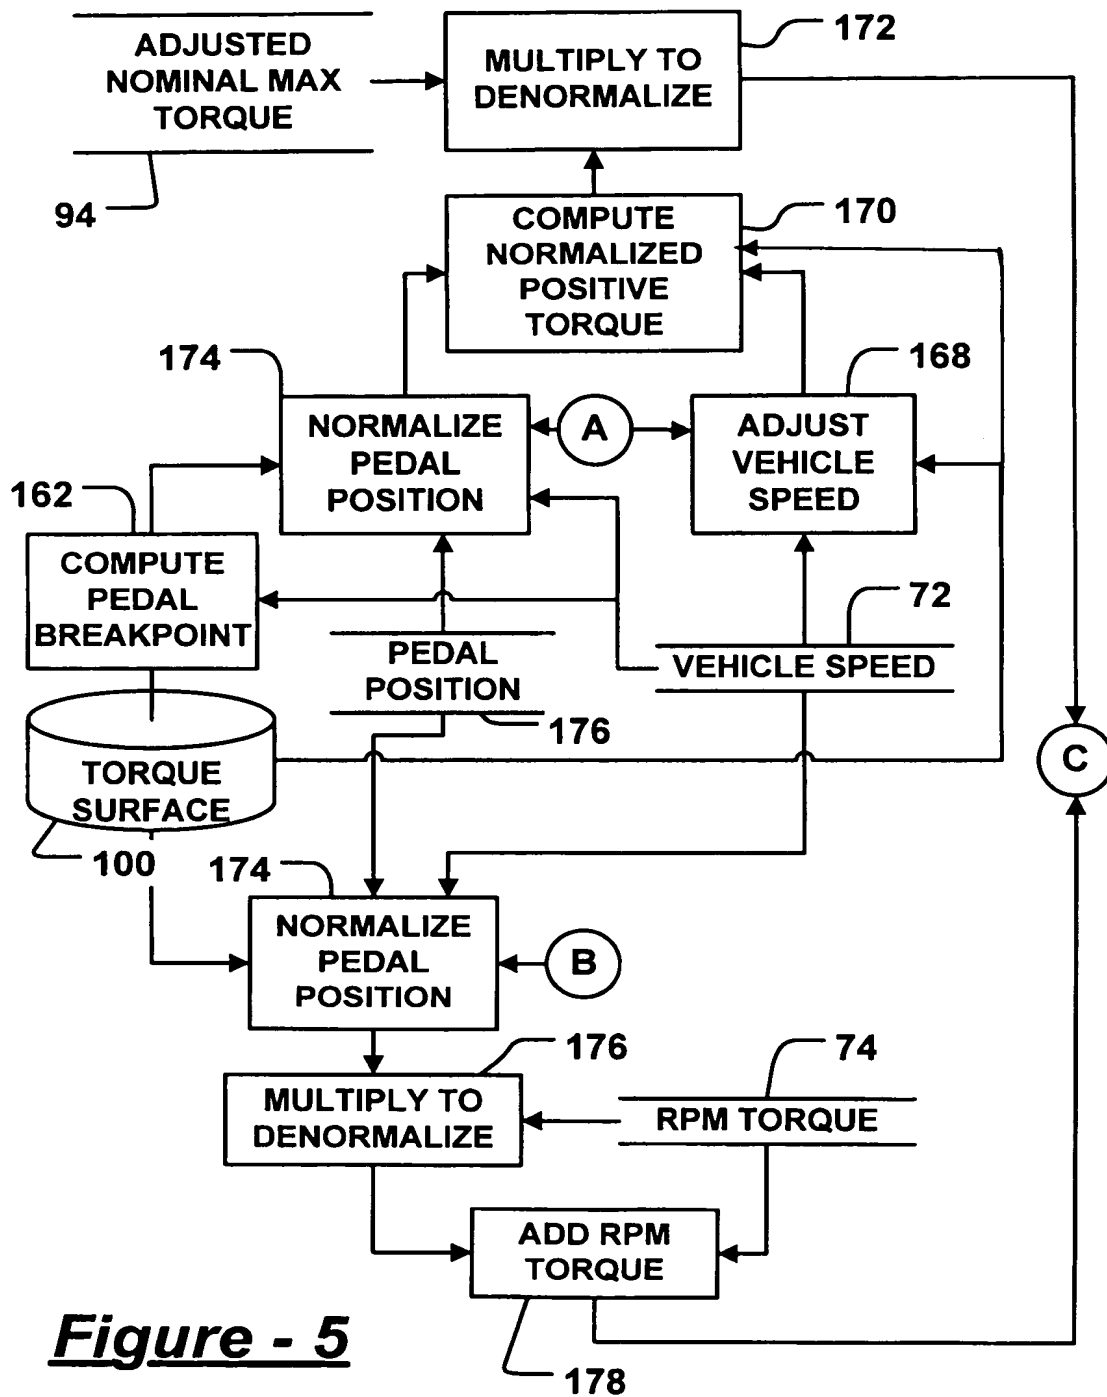 ADJUSTED
NOMINAL MAX
TORQUE
94
MULTIPLY TO
DENORMALIZE
172
COMPUTE
NORMALIZED
POSITIVE
TORQUE
170
174
NORMALIZE
PEDAL
POSITION
A
168
ADJUST
VEHICLE
SPEED
162
COMPUTE
PEDAL
BREAKPOINT
PEDAL
POSITION
176
72
VEHICLE SPEED
TORQUE
SURFACE
100
C
174
NORMALIZE
PEDAL
POSITION
B
176
MULTIPLY TO
DENORMALIZE
74
RPM TORQUE
ADD RPM
TORQUE
178
Figure - 5